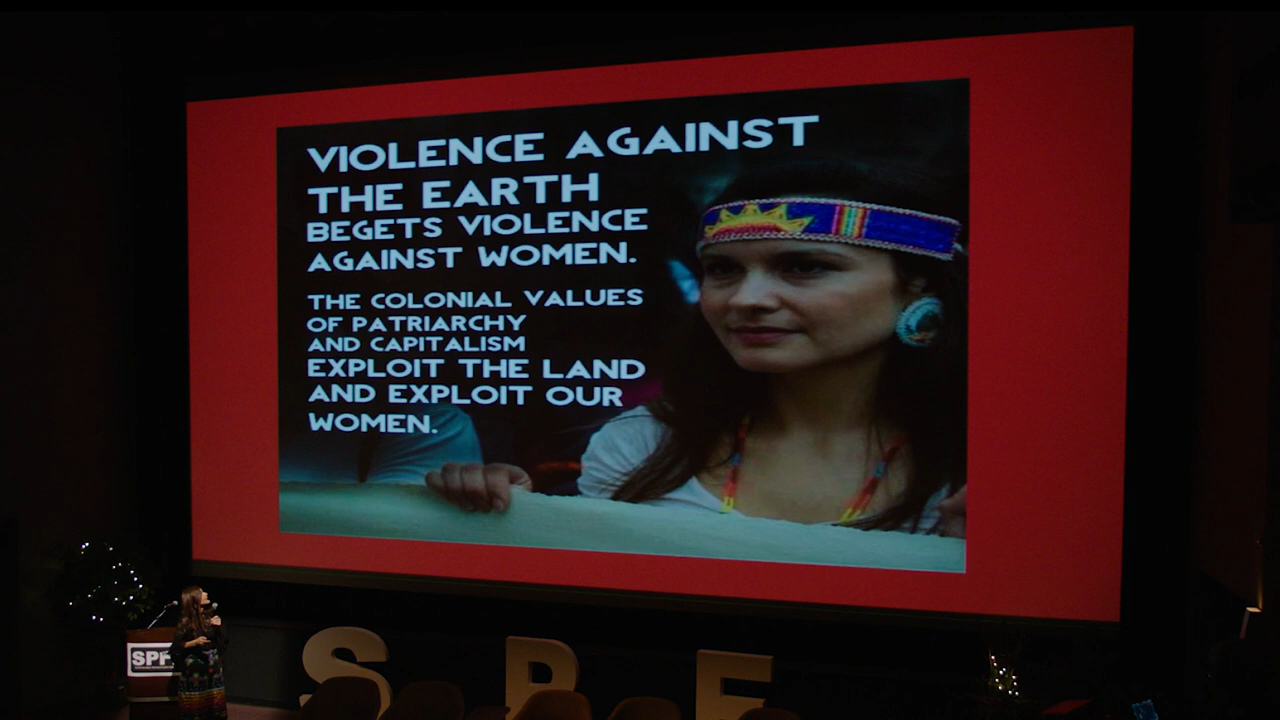 VIOLENCE AGAINST
THE EARTH
BEGETS VIOLENCE
AGAINST WOMEN.
THE COLONIAL VALUES
OF PATRIARCHY
AND CAPITALISM
EXPLOIT THE LAND
AND EXPLOIT OUR
WOMEN.
SPF
S P F